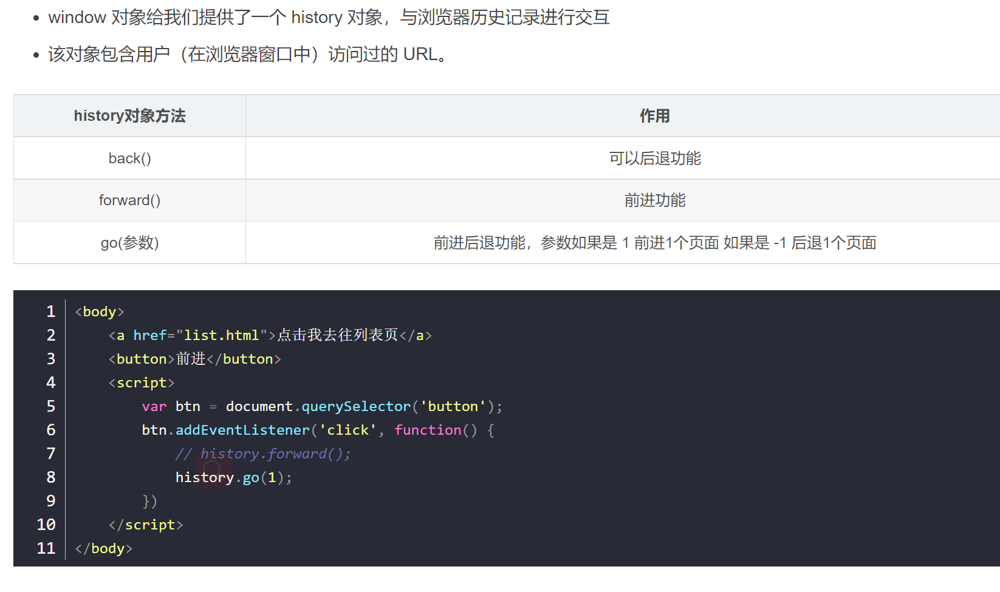 window 对象给我们提供了一个 history 对象，与浏览器历史记录进行交互
该对象包含用户（在浏览器窗口中）访问过的 URL。
history对象方法 作用
back() 可以后退功能
forward() 前进功能
go(参数) 前进后退功能，参数如果是 1 前进1个页面 如果是 -1 后退1个页面
1 <body>
2 <a href="list.html">点击我去往列表页</a>
3 <button>前进</button>
4 <script>
5 var btn = document.querySelector('button');
6 btn.addEventListener('click', function() {
7 // history.forward();
8 history.go(1);
9 })
10 </script>
11 </body>